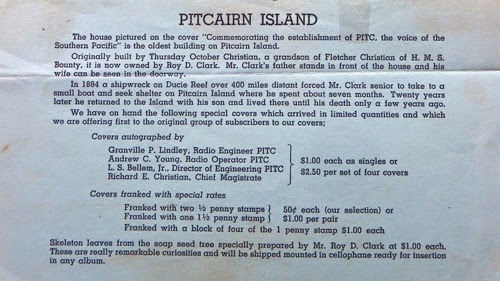 PITCAIRN ISLAND
The house pictured on the cover "Commemorating the establishment of PITC, the voice of the
Southern Pacific" is the oldest building on Pitcairn Island.
Originally built by Thursday October Christian, a grandson of Fletcher Christian of H. M. S.
Bounty, it is now owned by Roy D. Clark. Mr. Clark's father stands in front of the house and his
wife can be seen in the doorway.
In 1884 a shipwreck on Ducie Reef over 400 miles distant forced Mr. Clark senior to take to a
small boat and seek shelter on Pitcairn Island where he spent about seven months. Twenty years
later he returned to the Island with his son and lived there until his death only a few years ago.
We have on hand the following special covers which arrived in limited quantities and which
we are offering first to the original group of subscribers to our covers;
Covers autographed by
Granville P. Lindley, Radio Engineer PITC
Andrew C. Young, Radio Operator PITC
L. S. Bellem, Jr., Director of Engineering PITC
Richard E. Christian, Chief Magistrate
$1.00 each as singles or
$2.50 per set of four covers
Covers franked with special rates
Franked with two ½ penny stamps
Franked with one 1½ penny stamp
50¢ each (our selection) or
$1.00 per pair
Franked with a block of four of the 1 penny stamp $1.00 each
Skeleton leaves from the soap seed tree specially prepared by Mr. Roy D. Clark at $1.00 each.
These are really remarkable curiosities and will be shipped mounted in cellophane ready for insertion
in any album.